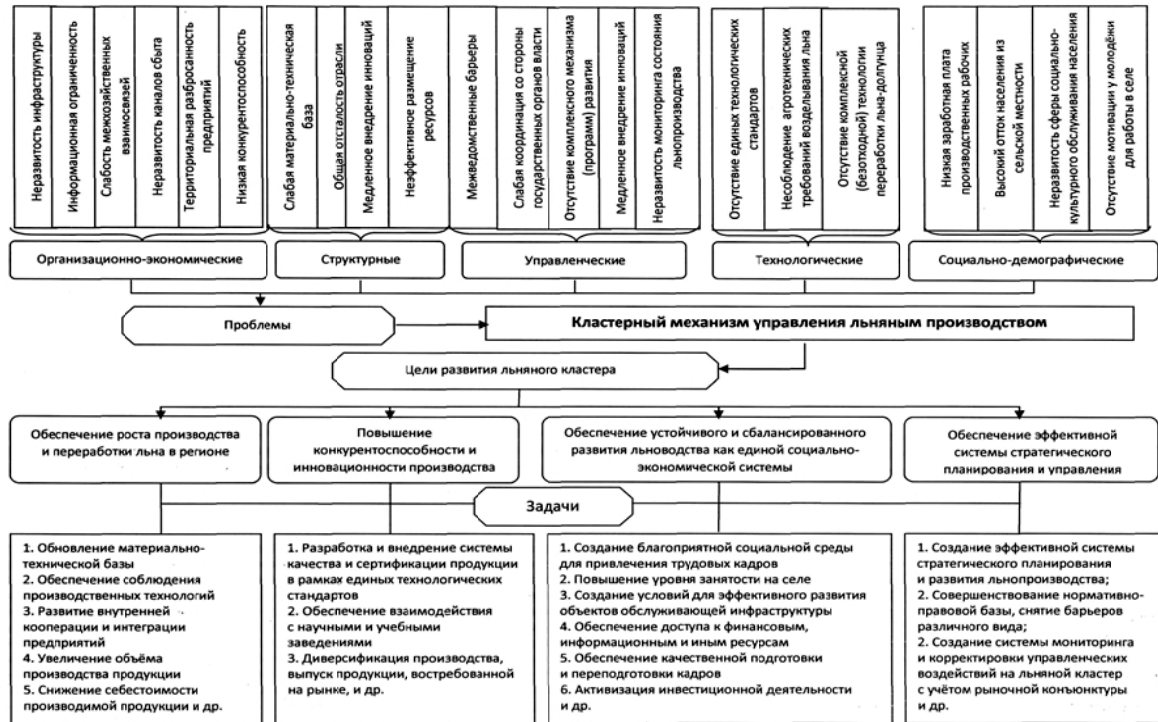 Неразвитость инфраструктуры
Информационная ограниченность
Слабость межхозяйственных
взаимосвязей
Неразвитость каналов сбыта
Территориальная разбросанность
предприятий
Низкая конкурентоспособность
Слабая материально-техническая
база
Общая отсталость отрасли
Медленное внедрение инноваций
Неэффективное размещение
ресурсов
Межведомственные барьеры
Слабая координация со стороны
государственных органов власти
Отсутствие комплексного механизма
(программ) развития
Медленное внедрение инноваций
Неразвитость мониторинга состояния
льнопроизводства
Отсутствие единых технологических
стандартов
Несоблюдение агротехнических
требований возделывания льна
Отсутствие комплексной
(безотходной) технологии
переработки льна-долгунца
Низкая заработная плата
производственных рабочих
Высокий отток населения из
сельской местности
Неразвитость сферы социально-
культурного обслуживания населения
Отсутствие мотивации у молодёжи
для работы в селе
Организационно-экономические
Структурные
Управленческие
Технологические
Социально-демографические
Проблемы
Кластерный механизм управления льняным производством
Цели развития льняного кластера
Обеспечение роста производства
и переработки льна в регионе
Повышение
конкурентоспособности и
инновационности производства
Обеспечение устойчивого и сбалансированного
развития льноводства как единой социально-
экономической системы
Обеспечение эффективной
системы стратегического
планирования и управления
Задачи
1. Обновление материально-
технической базы
2. Обеспечение соблюдения
производственных технологий
3. Развитие внутренней
кооперации и интеграции
предприятий
4. Увеличение объёма
производства продукции
5. Снижение себестоимости
производимой продукции и др.
1. Разработка и внедрение системы
качества и сертификации продукции
в рамках единых технологических
стандартов
2. Обеспечение взаимодействия
с научными и учебными
заведениями
3. Диверсификация производства,
выпуск продукции, востребованной
на рынке, и др.
1. Создание благоприятной социальной среды
для привлечения трудовых кадров
2. Повышение уровня занятости на селе
3. Создание условий для эффективного развития
объектов обслуживающей инфраструктуры
4. Обеспечение доступа к финансовым,
информационным и иным ресурсам
5. Обеспечение качественной подготовки
и переподготовки кадров
6. Активизация инвестиционной деятельности
и др.
1. Создание эффективной системы
стратегического планирования
и развития льнопроизводства;
2. Совершенствование нормативно-
правовой базы, снятие барьеров
различного вида;
2. Создание системы мониторинга
и корректировки управленческих
воздействий на льняной кластер
с учётом рыночной конъюнктуры
и др.